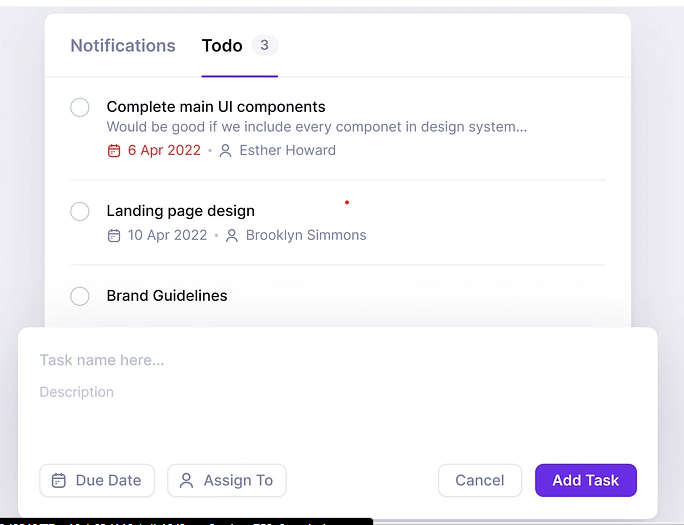 Notifications Todo 3
Complete main UI components
Would be good if we include every componet in design system...
6 Apr 2022 • Esther Howard
Landing page design
10 Apr 2022 • Brooklyn Simmons
Brand Guidelines
Task name here...
Description
Due Date Assign To Cancel Add Task